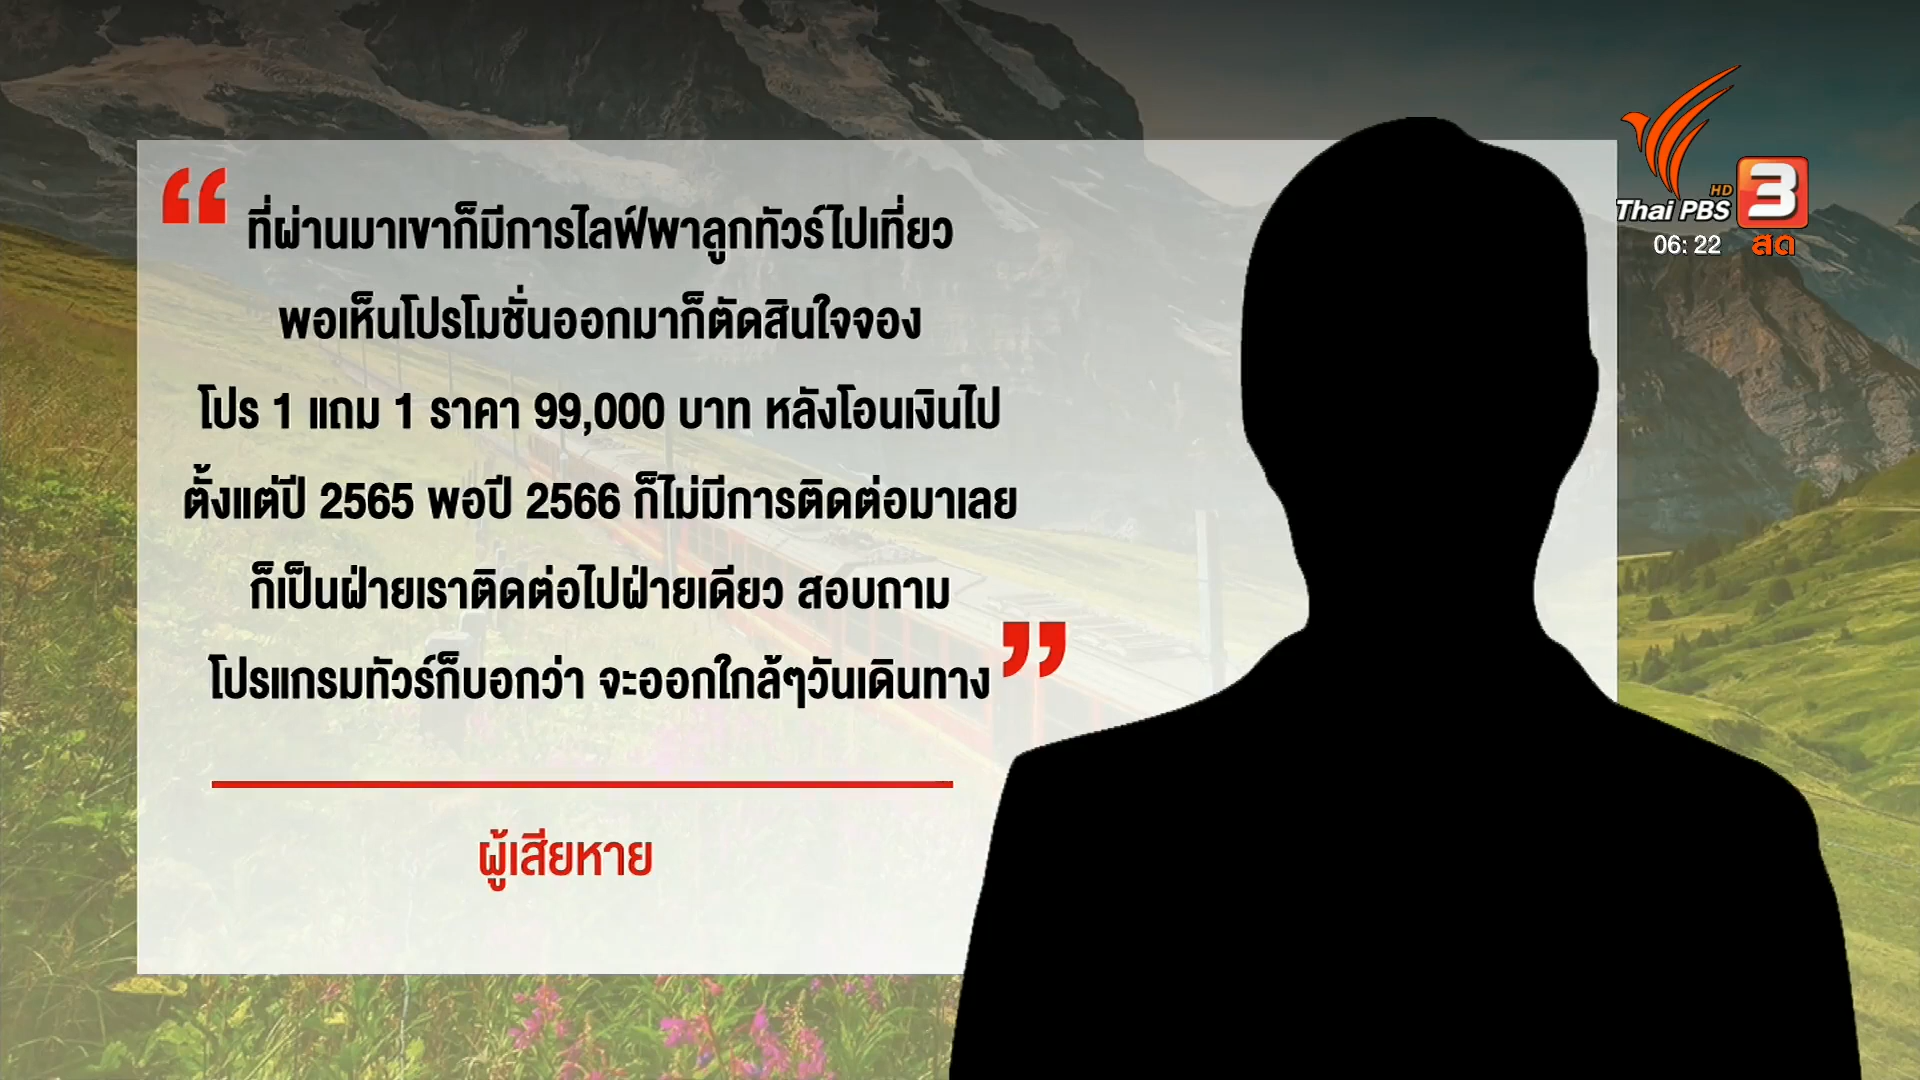 ที่ผ่านมาเขาก็มีการไลฟ์พาลูกทัวร์ไปเที่ยว
พอเห็นโปรโมชั่นออกมาก็ตัดสินใจจอง
โปร 1 แถม 1 ราคา 99,000 บาท หลังโอนเงินไป
ตั้งแต่ปี 2565 พอปี 2566 ก็ไม่มีการติดต่อมาเลย
ก็เป็นฝ่ายเราติดต่อไปฝ่ายเดียว สอบถาม
โปรแกรมทัวร์ก็บอกว่า จะออกใกล้ๆวันเดินทาง
ผู้เสียหาย
HD
Thai PBS 3
06:22 สด